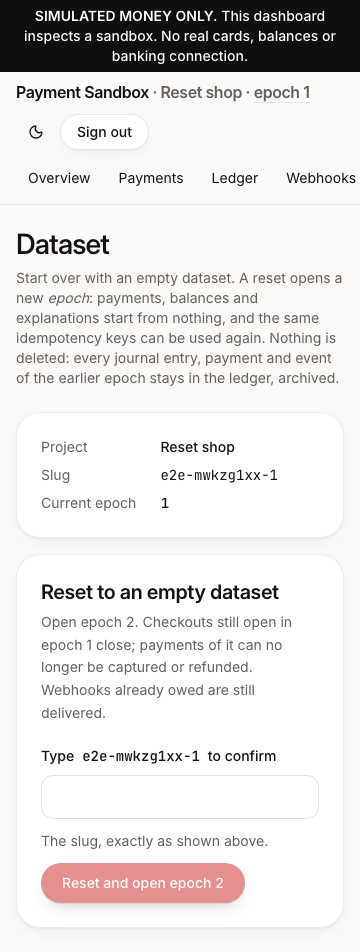 SIMULATED MONEY ONLY. This dashboard
inspects a sandbox. No real cards, balances or
banking connection.
Payment Sandbox · Reset shop · epoch 1
Sign out
Overview Payments Ledger Webhooks
Dataset
Start over with an empty dataset. A reset opens a
new epoch: payments, balances and
explanations start from nothing, and the same
idempotency keys can be used again. Nothing is
deleted: every journal entry, payment and event
of the earlier epoch stays in the ledger, archived.
Project Reset shop
Slug e2e-mwkzg1xx-1
Current epoch 1
Reset to an empty dataset
Open epoch 2. Checkouts still open in
epoch 1 close; payments of it can no
longer be captured or refunded.
Webhooks already owed are still
delivered.
Type e2e-mwkzg1xx-1 to confirm
The slug, exactly as shown above.
Reset and open epoch 2